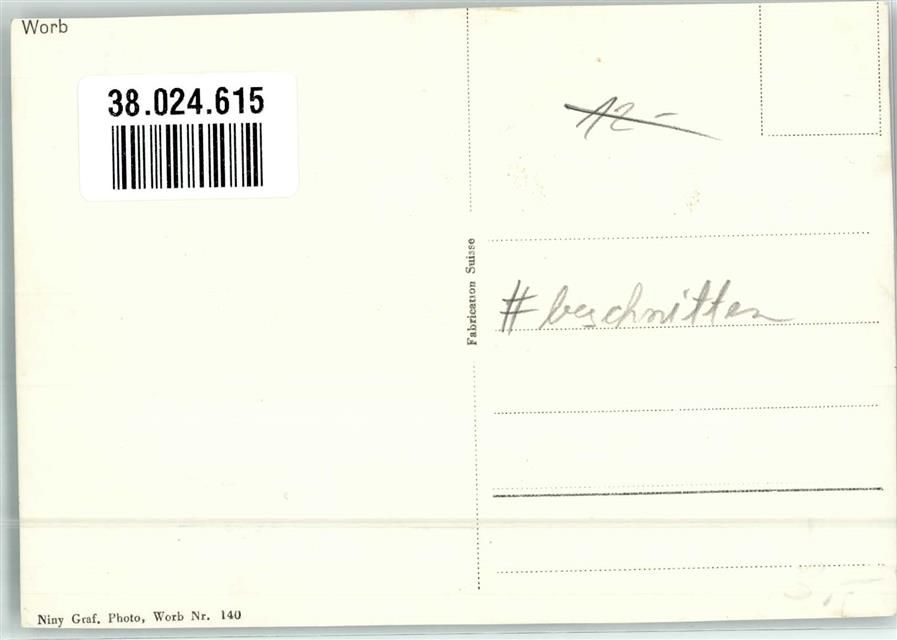 Worb
38.024.615
12.-
Fabrication Suisse
# beschnitten
Niny Graf. Photo, Worb Nr. 140